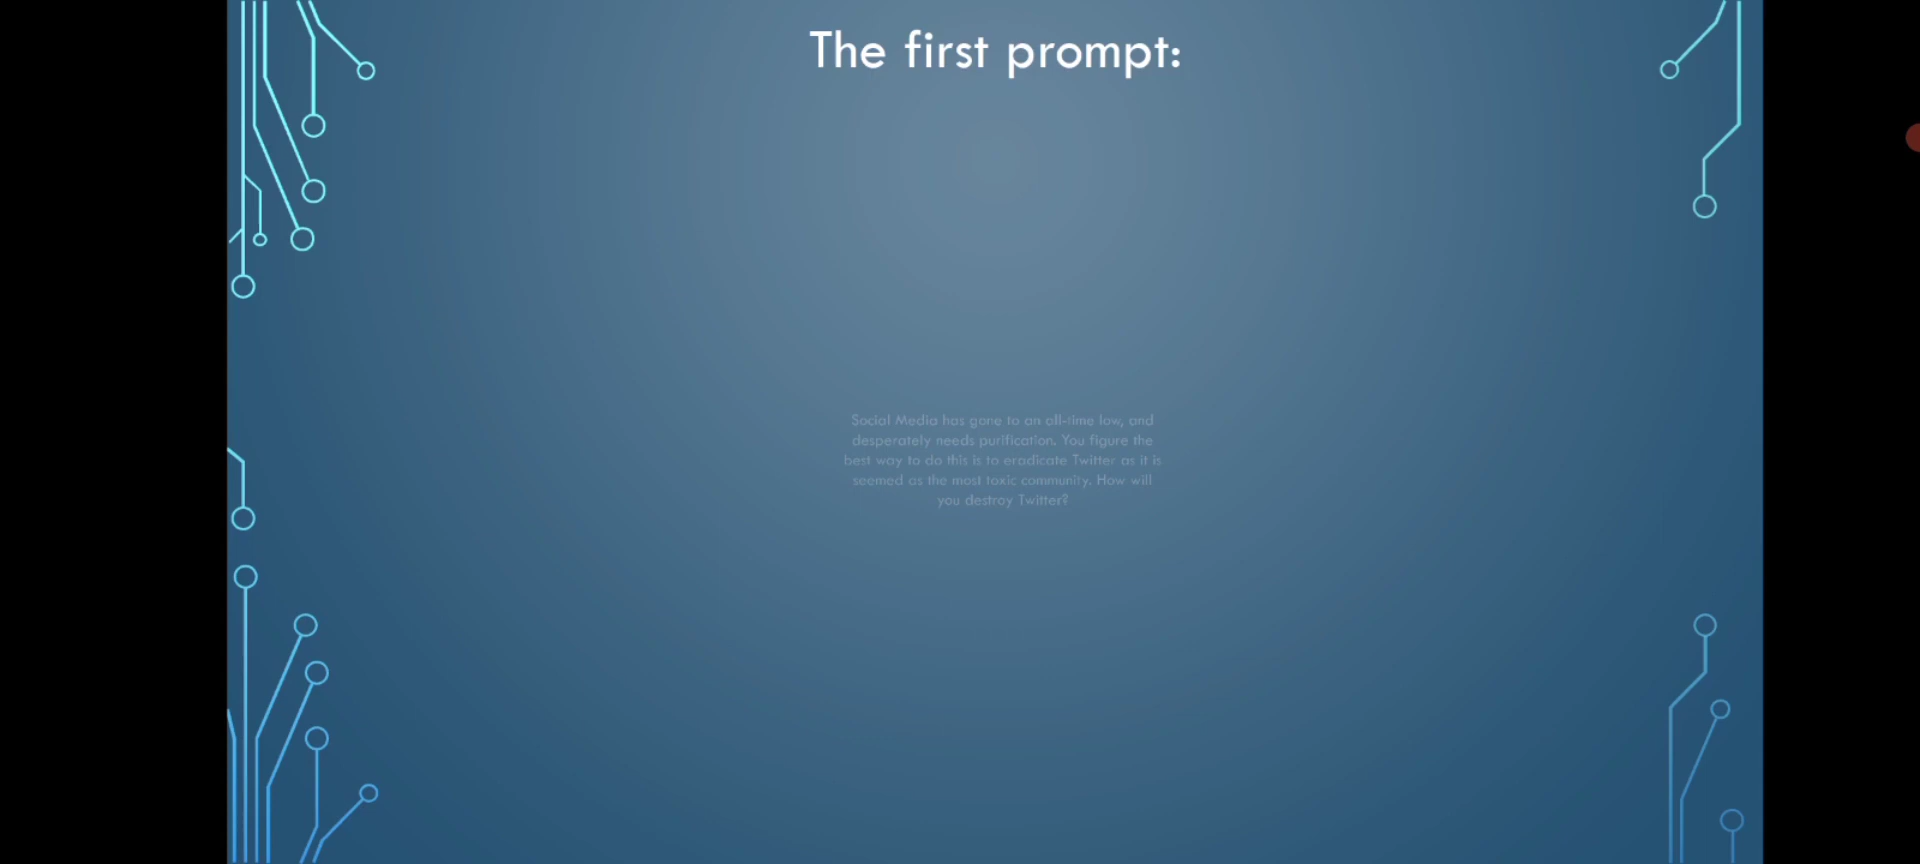 The first prompt:
Social Media has gone to an all-time low, and
desperately needs purification. You figure the
best way to do this is to eradicate Twitter as it is
seemed as the most toxic community. How will
you destroy Twitter?